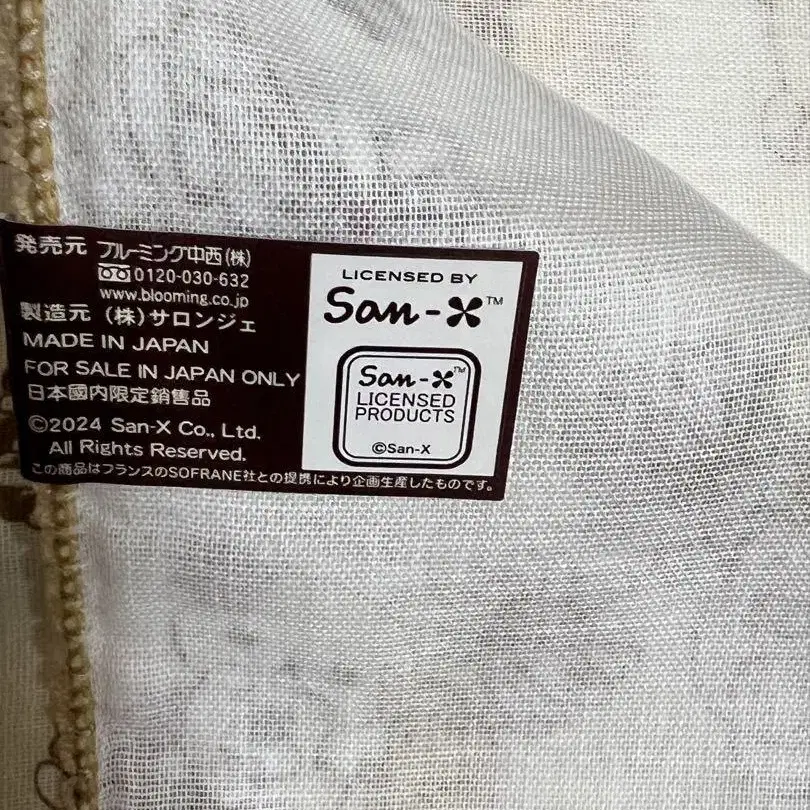 発売元 ブルーミング中西(株)
0120-030-632
www.blooming.co.jp
製造元 (株)サロンジェ
MADE IN JAPAN
FOR SALE IN JAPAN ONLY
日本國内限定銷售品
©2024 San-X Co., Ltd.
All Rights Reserved.
この商品はフランスのSOFRANE社との提携により企画生産したものです。
LICENSED BY
San-X™
San-X™
LICENSED
PRODUCTS
©San-X